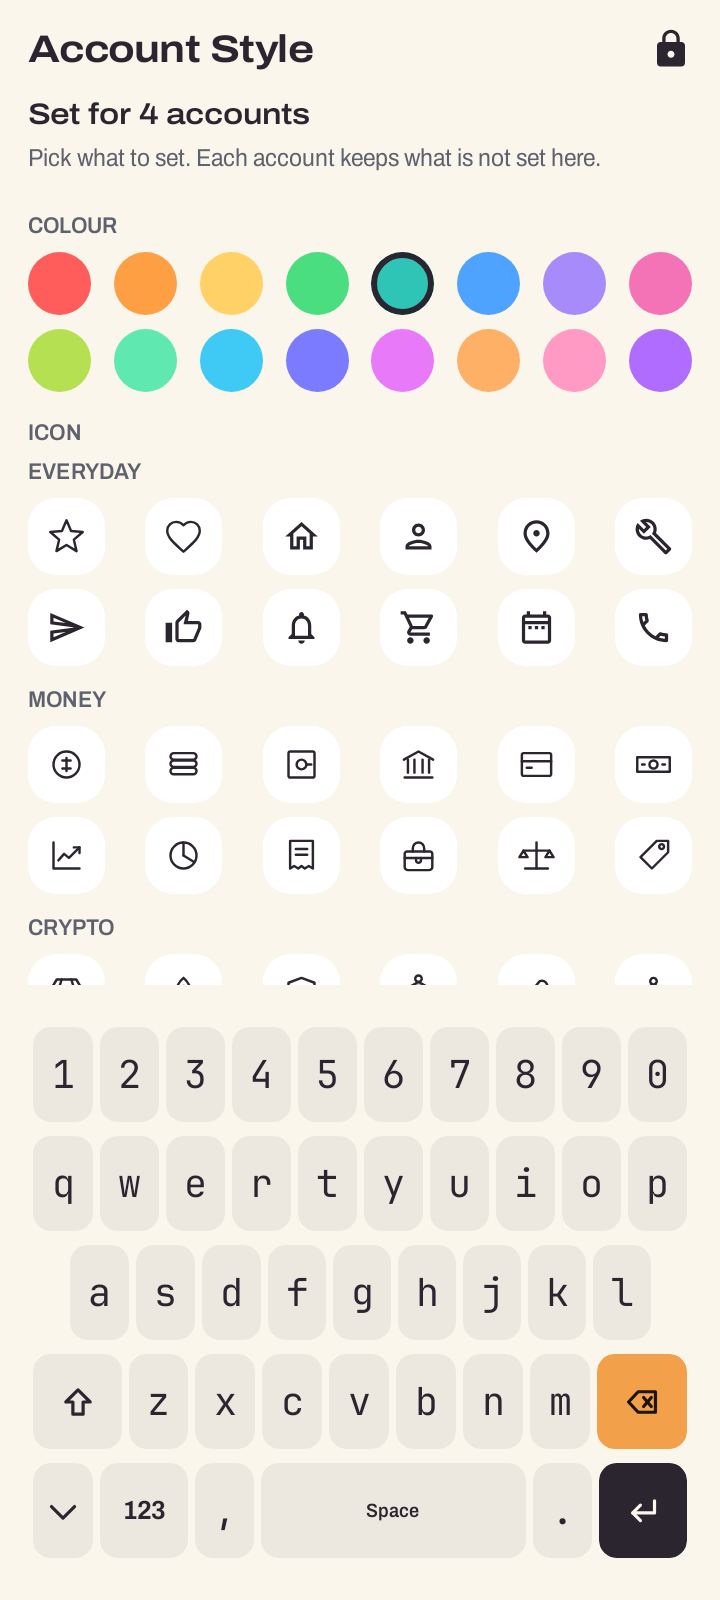 Account Style
Set for 4 accounts
Pick what to set. Each account keeps what is not set here.
COLOUR
ICON
EVERYDAY
MONEY
CRYPTO
1 2 3 4 5 6 7 8 9 0
q w e r t y u i o p
a s d f g h j k l
z x c v b n m
123 , Space .